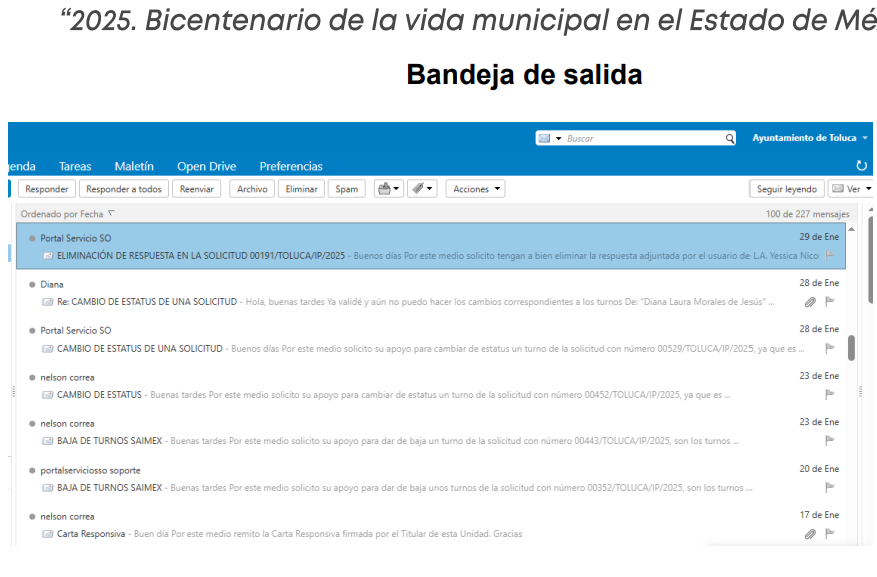 “2025. Bicentenario de la vida municipal en el Estado de Mé
Bandeja de salida
Buscar
Ayuntamiento de Toluca
genda Tareas Maletín Open Drive Preferencias
Responder Responder a todos Reenviar Archivo Eliminar Spam Acciones Seguir leyendo Ver
Ordenado por Fecha 100 de 227 mensajes
Portal Servicio SO 29 de Ene
ELIMINACIÓN DE RESPUESTA EN LA SOLICITUD 00191/TOLUCA/IP/2025 - Buenos días Por este medio solicito tengan a bien eliminar la respuesta adjuntada por el usuario de L.A. Yessica Nico
Diana 28 de Ene
Re: CAMBIO DE ESTATUS DE UNA SOLICITUD - Hola, buenas tardes Ya validé y aún no puedo hacer los cambios correspondientes a los turnos De: "Diana Laura Morales de Jesús" ...
Portal Servicio SO 28 de Ene
CAMBIO DE ESTATUS DE UNA SOLICITUD - Buenos días Por este medio solicito su apoyo para cambiar de estatus un turno de la solicitud con número 00529/TOLUCA/IP/2025, ya que es ...
nelson correa 23 de Ene
CAMBIO DE ESTATUS - Buenas tardes Por este medio solicito su apoyo para cambiar de estatus un turno de la solicitud con número 00452/TOLUCA/IP/2025, ya que es ...
nelson correa 23 de Ene
BAJA DE TURNOS SAIMEX - Buenas tardes Por este medio solicito su apoyo para dar de baja un turno de la solicitud con número 00443/TOLUCA/IP/2025, son los turnos ...
portalserviciosso soporte 20 de Ene
BAJA DE TURNOS SAIMEX - Buenas tardes Por este medio solicito su apoyo para dar de baja unos turnos de la solicitud con número 00352/TOLUCA/IP/2025, son los turnos ...
nelson correa 17 de Ene
Carta Responsiva - Buen día Por este medio remito la Carta Responsiva firmada por el Titular de esta Unidad. Gracias